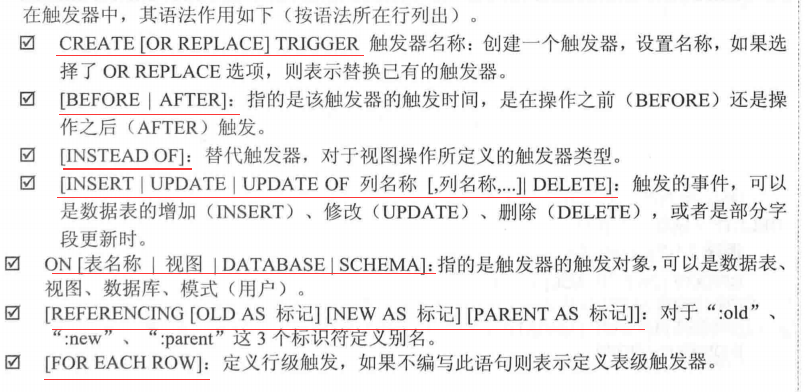 在触发器中，其语法作用如下（按语法所在行列出）。
☑ CREATE [OR REPLACE] TRIGGER 触发器名称：创建一个触发器，设置名称，如果选
择了 OR REPLACE 选项，则表示替换已有的触发器。
☑ [BEFORE | AFTER]：指的是该触发器的触发时间，是在操作之前（BEFORE）还是操
作之后（AFTER）触发。
☑ [INSTEAD OF]：替代触发器，对于视图操作所定义的触发器类型。
☑ [INSERT | UPDATE | UPDATE OF 列名称 [,列名称,...]| DELETE]：触发的事件，可以
是数据表的增加（INSERT）、修改（UPDATE）、删除（DELETE），或者是部分字
段更新时。
☑ ON [表名称 | 视图 | DATABASE | SCHEMA]：指的是触发器的触发对象，可以是数据表、
视图、数据库、模式（用户）。
☑ [REFERENCING [OLD AS 标记] [NEW AS 标记] [PARENT AS 标记]]：对于“:old”、
“:new”、“:parent”这 3 个标识符定义别名。
☑ [FOR EACH ROW]：定义行级触发，如果不编写此语句则表示定义表级触发器。